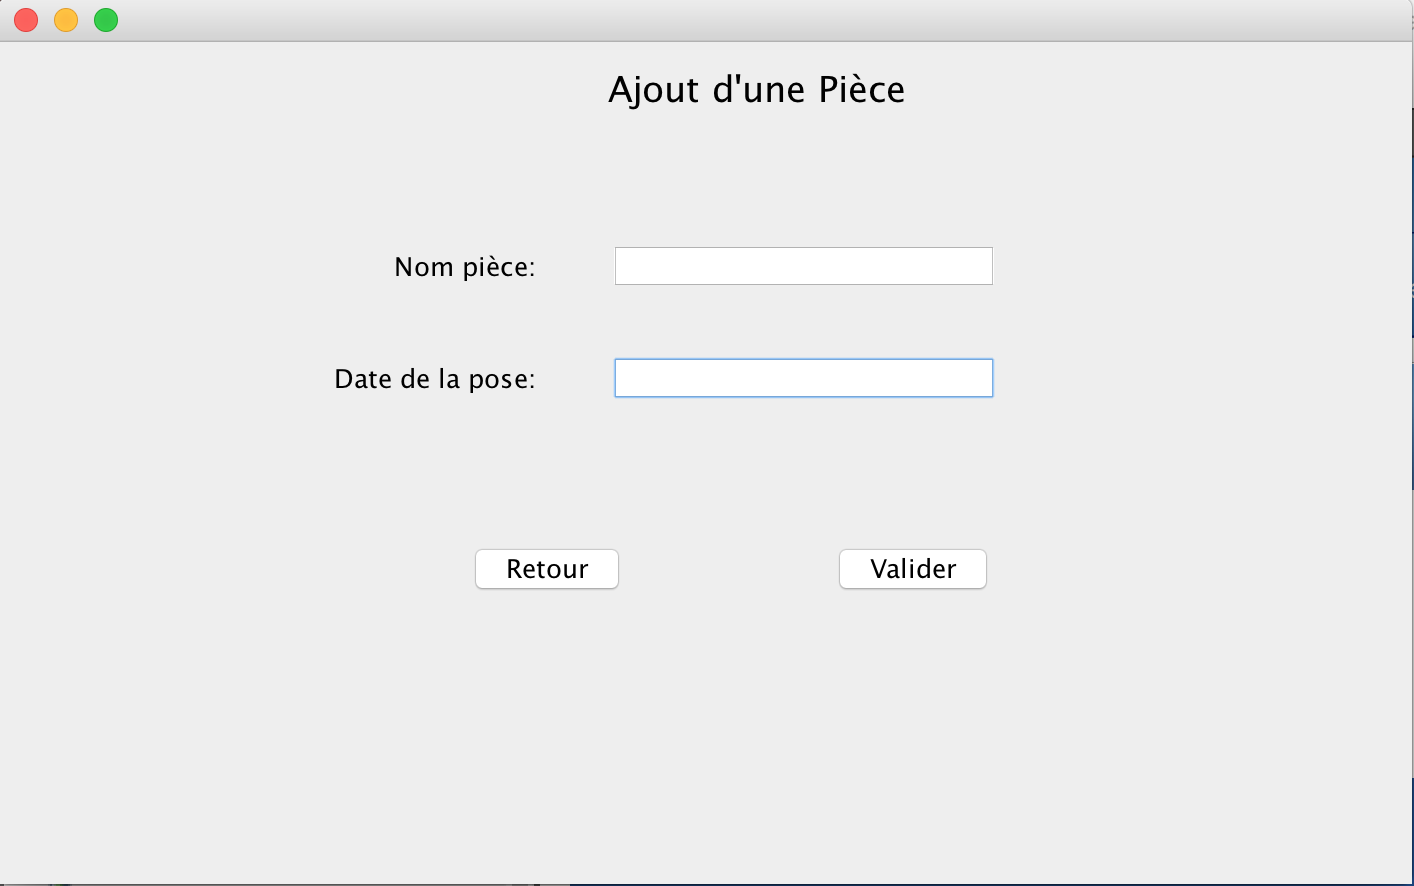 Ajout d'une Pièce
Nom pièce:
Date de la pose:
Retour
Valider